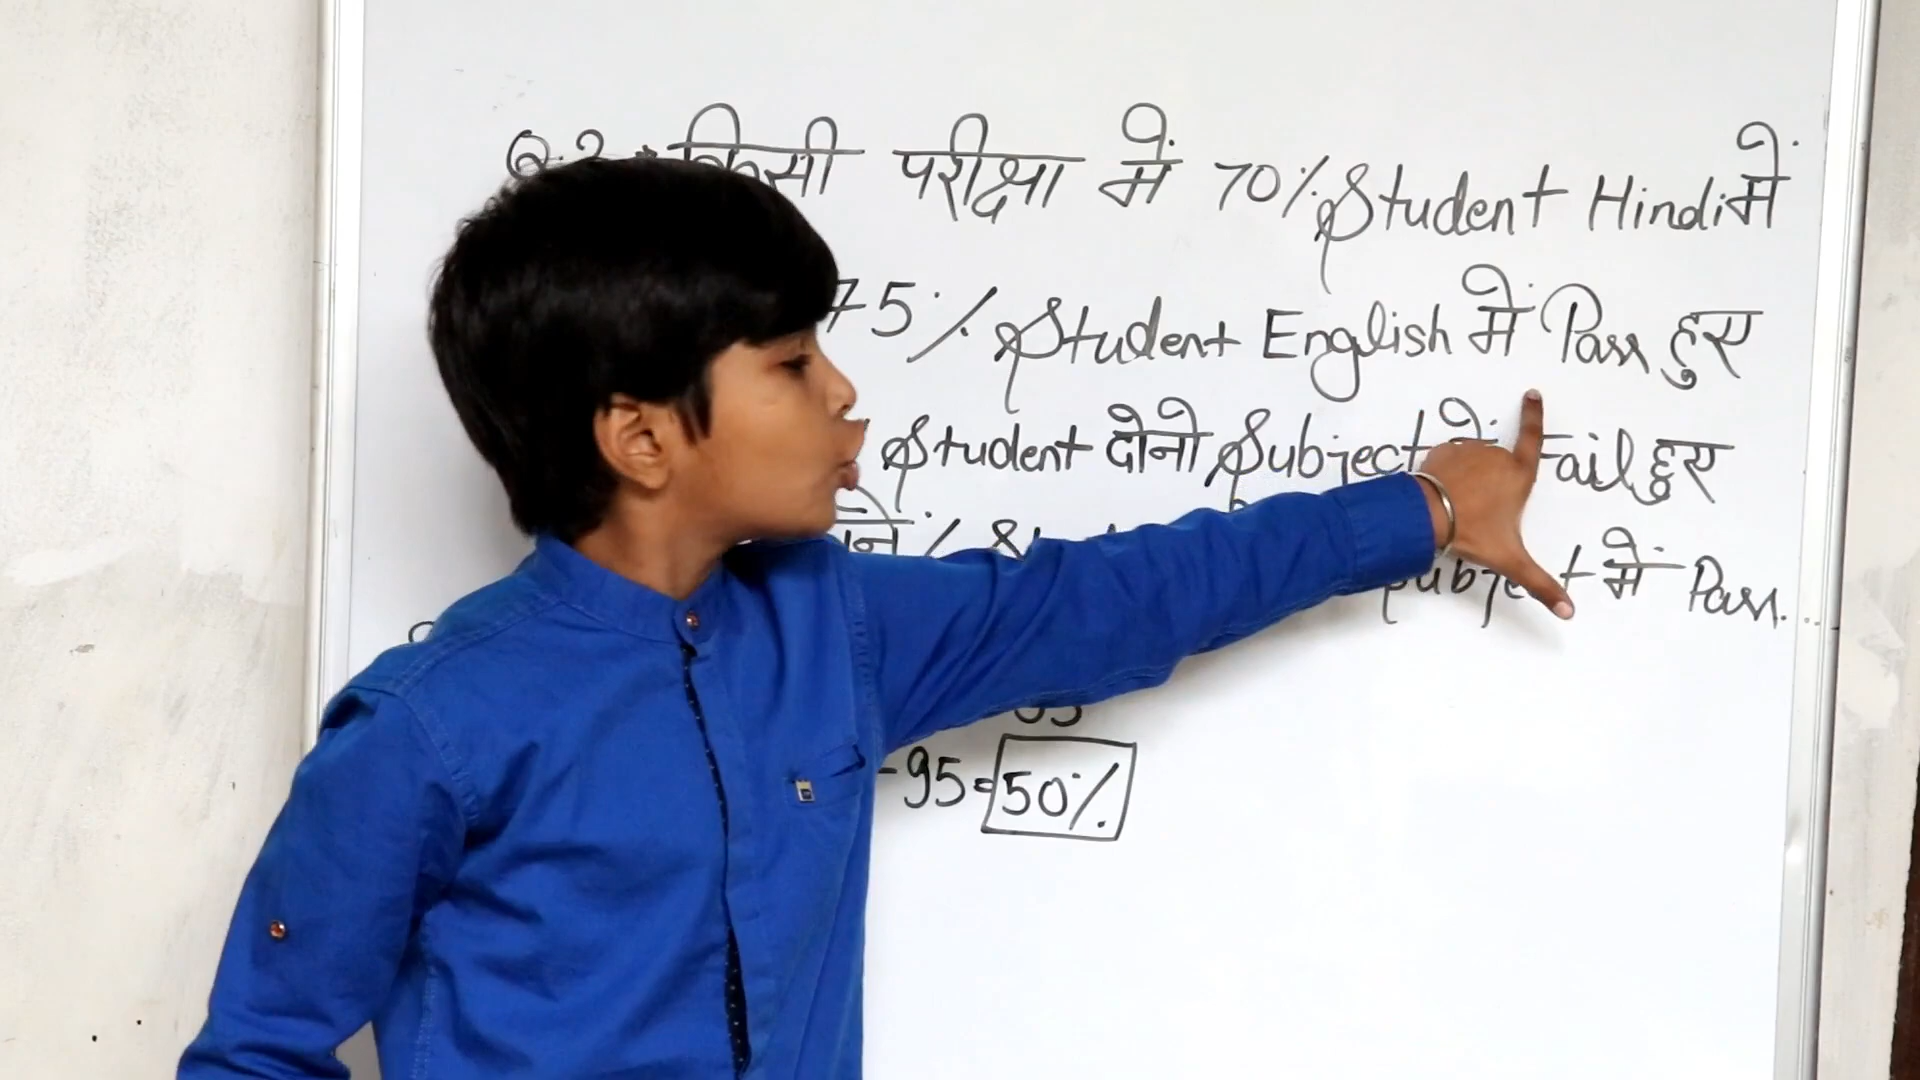 Q.2 किसी परीक्षा में 70% Student Hindi में
75% Student English में Pass हुए
Student दोनो Subject में Fail हुए
Subject में Pass.
-95=50%